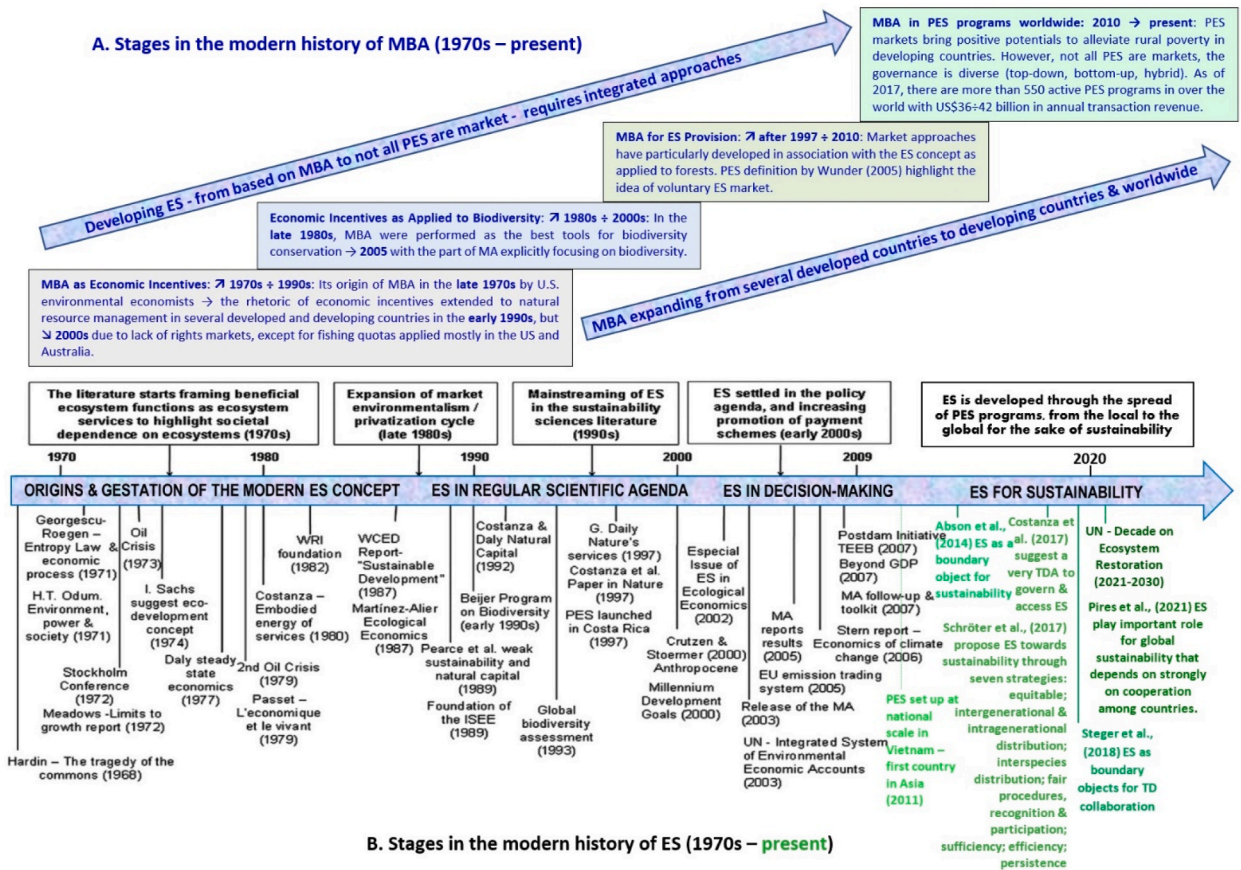 A. Stages in the modern history of MBA (1970s – present)
MBA in PES programs worldwide: 2010 → present: PES
markets bring positive potentials to alleviate rural poverty in
developing countries. However, not all PES are markets, the
governance is diverse (top-down, bottom-up, hybrid). As of
2017, there are more than 550 active PES programs in over the
world with US$36÷42 billion in annual transaction revenue.
Developing ES - from based on MBA to not all PES are market - requires integrated approaches
MBA for ES Provision: ↗ after 1997 ÷ 2010: Market approaches
have particularly developed in association with the ES concept as
applied to forests. PES definition by Wunder (2005) highlight the
idea of voluntary ES market.
Economic Incentives as Applied to Biodiversity: ↗ 1980s ÷ 2000s: In the
late 1980s, MBA were performed as the best tools for biodiversity
conservation → 2005 with the part of MA explicitly focusing on biodiversity.
MBA as Economic Incentives: ↗ 1970s ÷ 1990s: Its origin of MBA in the late 1970s by U.S.
environmental economists → the rhetoric of economic incentives extended to natural
resource management in several developed and developing countries in the early 1990s, but
↘ 2000s due to lack of rights markets, except for fishing quotas applied mostly in the US and
Australia.
MBA expanding from several developed countries to developing countries & worldwide
The literature starts framing beneficial
ecosystem functions as ecosystem
services to highlight societal
dependence on ecosystems (1970s)
Expansion of market
environmentalism /
privatization cycle
(late 1980s)
Mainstreaming of ES
in the sustainability
sciences literature
(1990s)
ES settled in the policy
agenda, and increasing
promotion of payment
schemes (early 2000s)
ES is developed through the spread
of PES programs, from the local to the
global for the sake of sustainability
1970
1980
1990
2000
2009
2020
ORIGINS & GESTATION OF THE MODERN ES CONCEPT
ES IN REGULAR SCIENTIFIC AGENDA
ES IN DECISION-MAKING
ES FOR SUSTAINABILITY
Georgescu-
Roegen –
Entropy Law &
economic
process (1971)
H.T. Odum.
Environment,
power &
society (1971)
Stockholm
Conference
(1972)
Meadows -Limits to
growth report (1972)
Hardin – The tragedy of the
commons (1968)
Oil
Crisis
(1973)
I. Sachs
suggest eco-
development
concept
(1974)
Daly steady
state
economics
(1977)
2nd Oil Crisis
(1979)
Passet –
L'economique
et le vivant
(1979)
WRI
foundation
(1982)
Costanza –
Embodied
energy of
services (1980)
WCED
Report-
"Sustainable
Development"
(1987)
Martínez-Alier
Ecological
Economics
(1987)
Costanza &
Daly Natural
Capital
(1992)
Beijer Program
on Biodiversity
(early 1990s)
Pearce et al. weak
sustainability and
natural capital
(1989)
Foundation of
the ISEE
(1989)
Global
biodiversity
assessment
(1993)
G. Daily
Nature's
services (1997)
Costanza et al.
Paper in Nature
(1997)
PES launched
in Costa Rica
(1997)
Especial
Issue of
ES in
Ecological
Economics
(2002)
Crutzen &
Stoermer (2000)
Anthropocene
Millennium
Development
Goals (2000)
Postdam Initiative
TEEB (2007)
Beyond GDP
(2007)
MA follow-up &
toolkit (2007)
Stern report –
Economics of climate
change (2006)
MA
reports
results
(2005)
EU emission trading
system (2005)
Release of the MA
(2003)
UN - Integrated System
of Environmental
Economic Accounts
(2003)
PES set up at
national
scale in
Vietnam –
first country
in Asia
(2011)
Abson et al.,
(2014) ES as a
boundary
object for
sustainability
Costanza et
al. (2017)
suggest a
very TDA to
govern &
access ES
Schröter et al., (2017)
propose ES towards
sustainability through
seven strategies:
equitable;
intergenerational &
intragenerational
distribution;
interspecies
distribution; fair
procedures,
recognition &
participation;
sufficiency; efficiency;
persistence
UN - Decade on
Ecosystem
Restoration
(2021-2030)
Pires et al., (2021) ES
play important role
for global
sustainability that
depends on strongly
on cooperation
among countries.
Steger et al.,
(2018) ES as
boundary
objects for TD
collaboration
B. Stages in the modern history of ES (1970s – present)